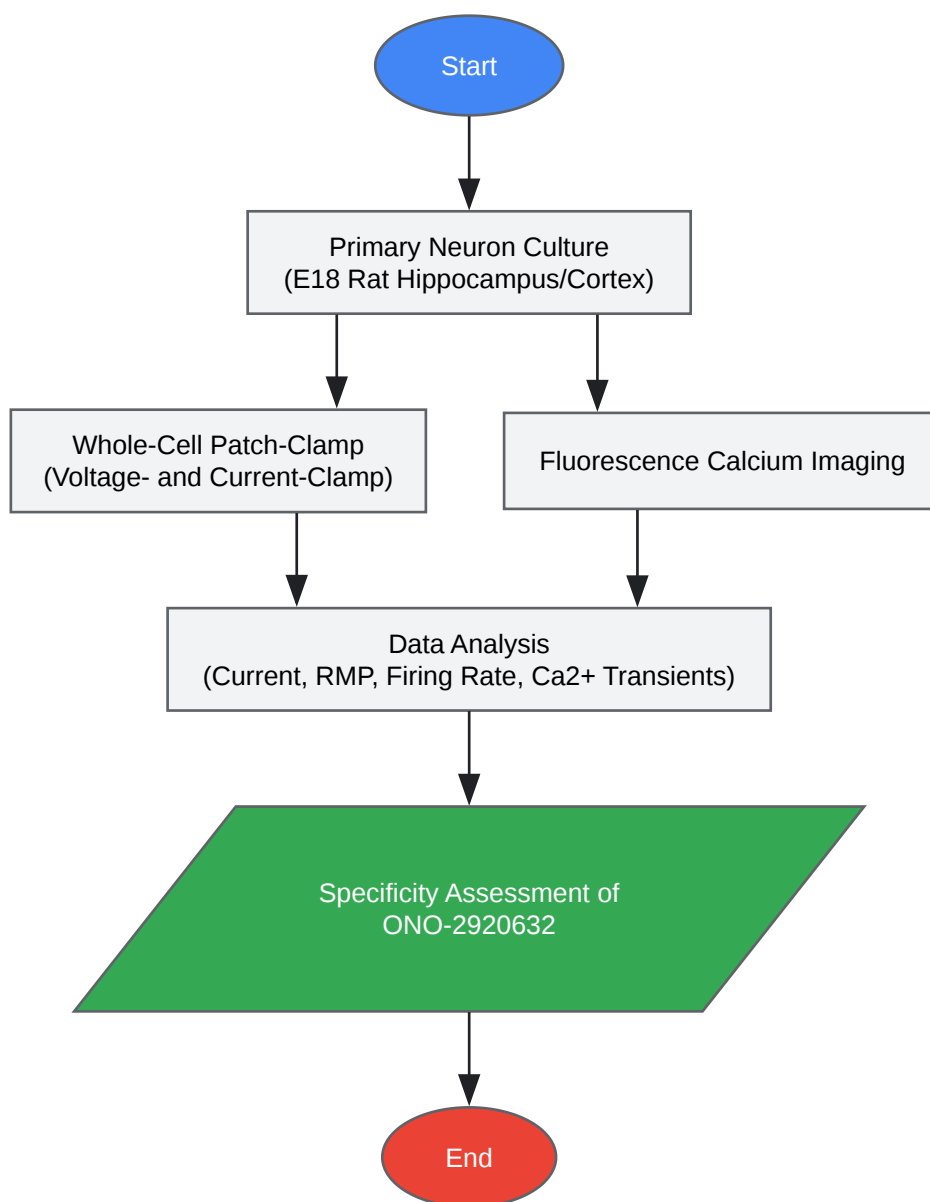 Start
Primary Neuron Culture
(E18 Rat Hippocampus/Cortex)
Whole-Cell Patch-Clamp
(Voltage- and Current-Clamp)
Fluorescence Calcium Imaging
Data Analysis
(Current, RMP, Firing Rate, Ca2+ Transients)
Specificity Assessment of
ONO-2920632
End